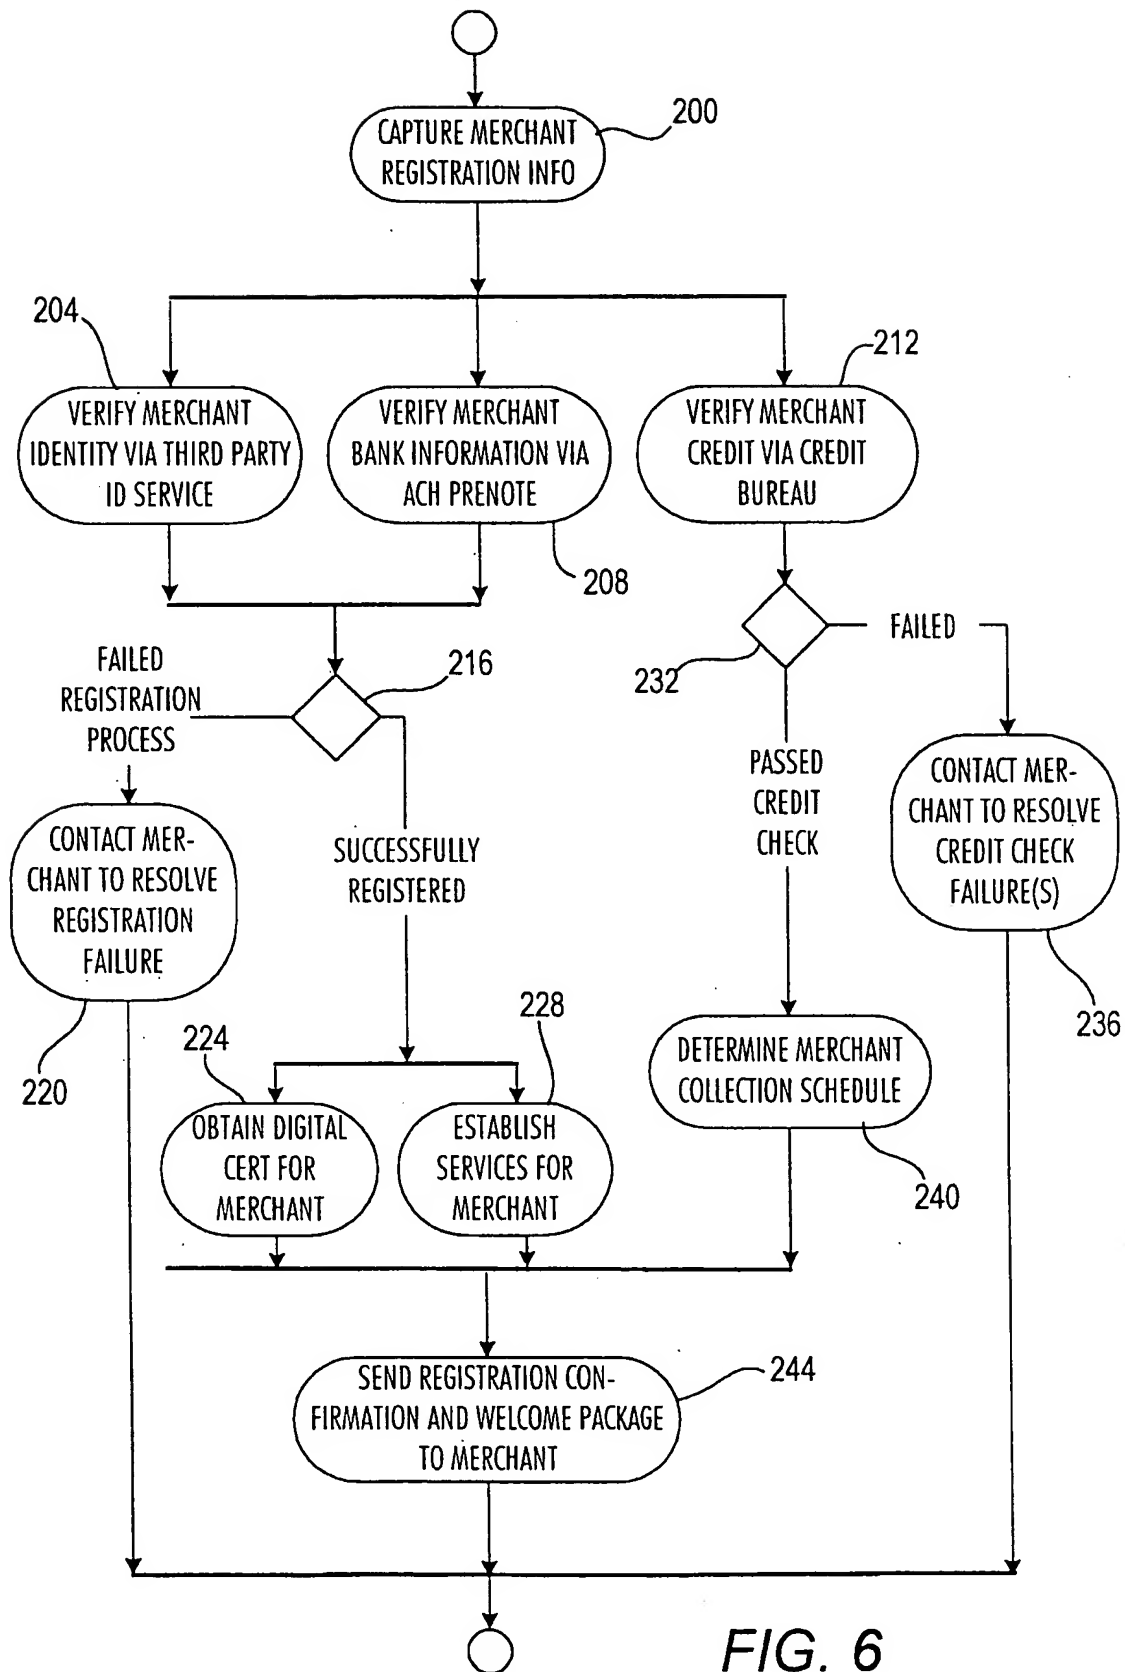 CAPTURE MERCHANT
REGISTRATION INFO
200
204
212
VERIFY MERCHANT
IDENTITY VIA THIRD PARTY
ID SERVICE
VERIFY MERCHANT
BANK INFORMATION VIA
ACH PRENOTE
VERIFY MERCHANT
CREDIT VIA CREDIT
BUREAU
208
FAILED
232
216
FAILED
REGISTRATION
PROCESS
PASSED
CREDIT
CHECK
CONTACT MER-
CHANT TO RESOLVE
CREDIT CHECK
FAILURE(S)
CONTACT MER-
CHANT TO RESOLVE
REGISTRATION
FAILURE
SUCCESSFULLY
REGISTERED
236
220
224
228
DETERMINE MERCHANT
COLLECTION SCHEDULE
OBTAIN DIGITAL
CERT FOR
MERCHANT
ESTABLISH
SERVICES FOR
MERCHANT
240
SEND REGISTRATION CON-
FIRMATION AND WELCOME PACKAGE
TO MERCHANT
244
FIG. 6